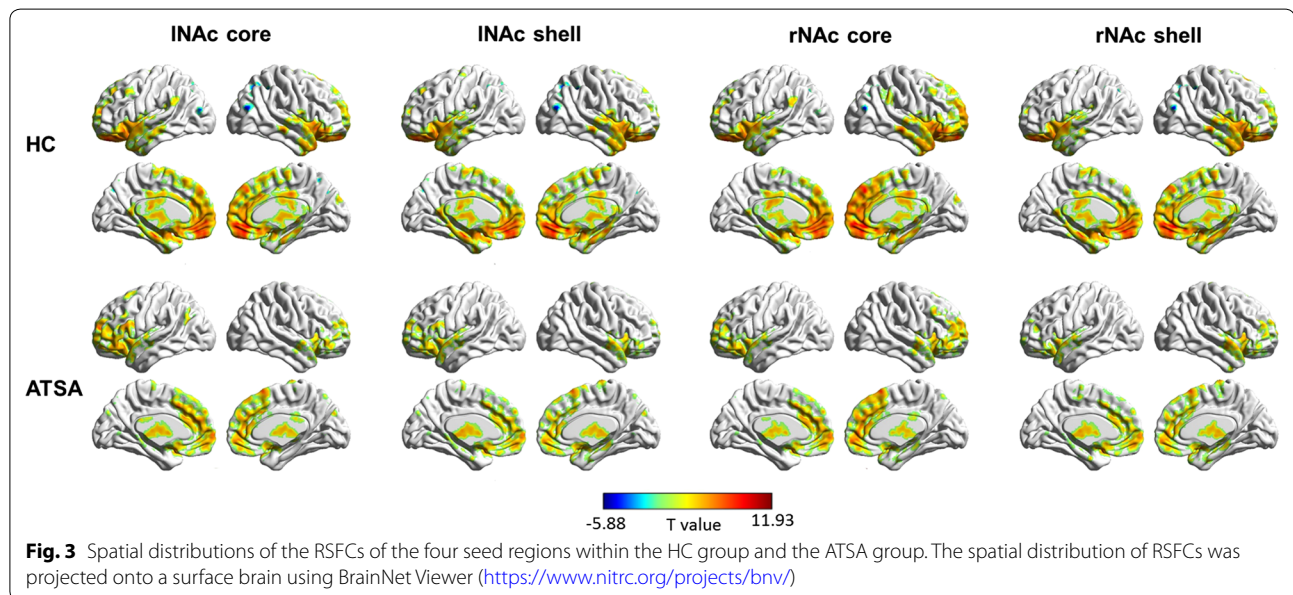 lNAc core lNAc shell rNAc core rNAc shell
HC
ATSA
-5.88 T value 11.93
Fig. 3 Spatial distributions of the RSFCs of the four seed regions within the HC group and the ATSA group. The spatial distribution of RSFCs was
projected onto a surface brain using BrainNet Viewer (https://www.nitrc.org/projects/bnv/)